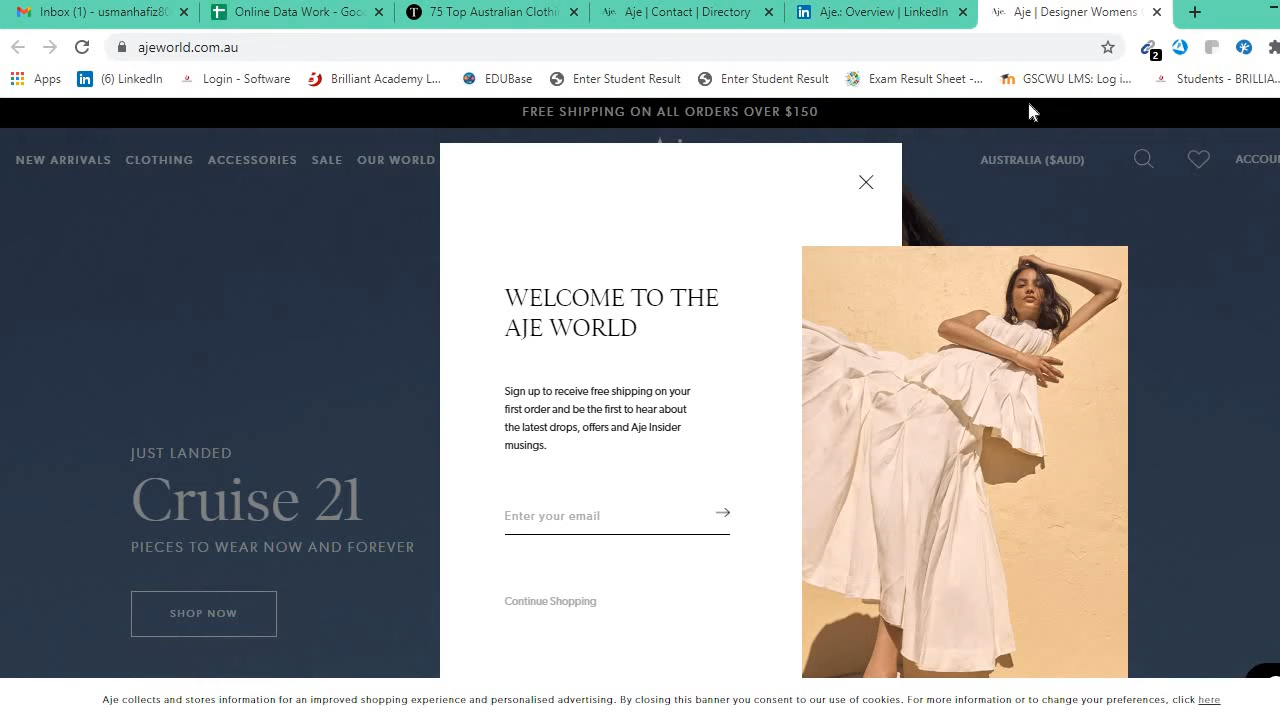 Inbox (1) - usmanhafiz80
Online Data Work - Goo
75 Top Australian Clothi
Aje | Contact | Directory
Aje.: Overview | LinkedIn
Aje | Designer Womens
ajeworld.com.au
2
Apps
(6) LinkedIn
Login - Software
Brilliant Academy L...
EDUBase
Enter Student Result
Enter Student Result
Exam Result Sheet -...
GSCWU LMS: Log i...
Students - BRILLIA...
FREE SHIPPING ON ALL ORDERS OVER $150
NEW ARRIVALS CLOTHING ACCESSORIES SALE OUR WORLD
AUSTRALIA ($AUD)
ACCOU
WELCOME TO THE
AJE WORLD
Sign up to receive free shipping on your
first order and be the first to hear about
the latest drops, offers and Aje Insider
musings.
Enter your email
Continue Shopping
JUST LANDED
Cruise 21
PIECES TO WEAR NOW AND FOREVER
SHOP NOW
Aje collects and stores information for an improved shopping experience and personalised advertising. By closing this banner you consent to our use of cookies. For more information or to change your preferences, click here